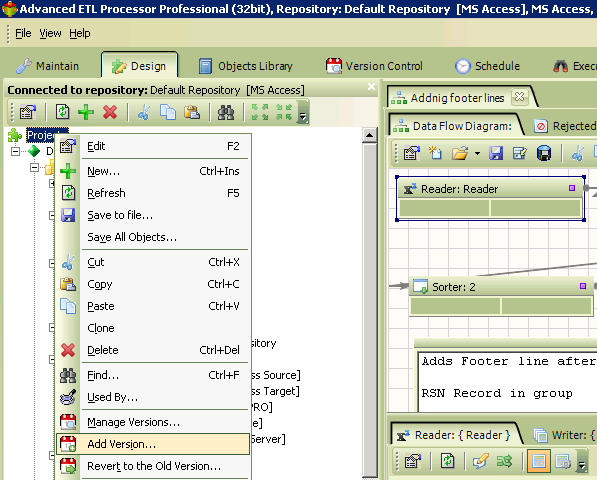 Advanced ETL Processor Professional (32bit), Repository: Default Repository [MS Access], MS Access,
File View Help
Maintain Design Objects Library Version Control Schedule Execu
Connected to repository: Default Repository [MS Access]
Addnig footer lines
Data Flow Diagram: Rejected
Projec
D
Edit F2
New... Ctrl+Ins
Refresh F5
Save to file...
Save All Objects...
Cut Ctrl+X
Copy Ctrl+C
Paste Ctrl+V
Clone
Delete Ctrl+Del
Find... Ctrl+F
Used By...
Manage Versions...
Add Version...
Revert to the Old Version...
sitory
ss Source]
ss Target]
PRO]
e]
Server]
Reader: Reader
Sorter: 2
Adds Footer line after
RSN Record in group
Reader: { Reader } Writer: {